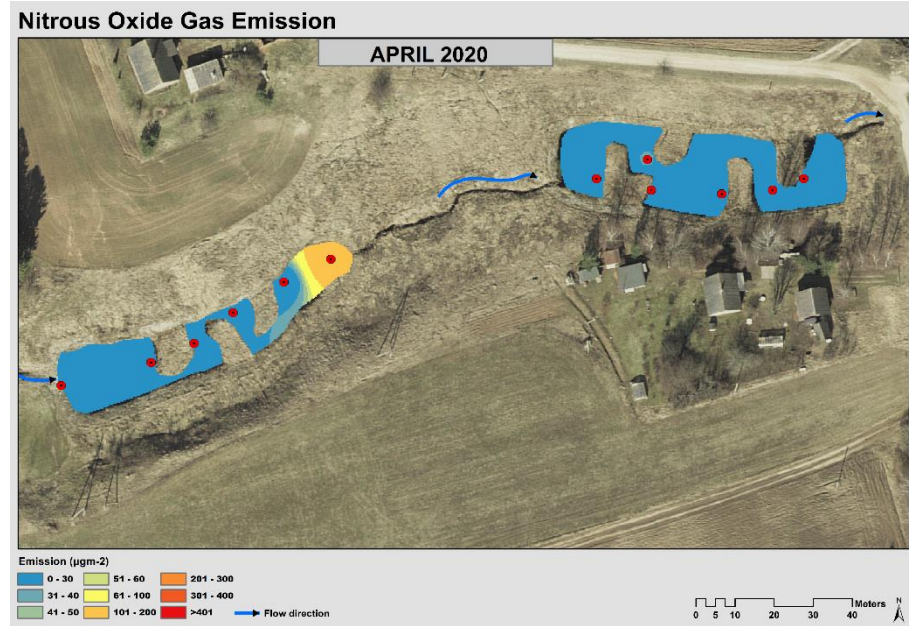 Nitrous Oxide Gas Emission
APRIL 2020
Emission (µgm-2)
0 - 30
51 - 60
201 - 300
31 - 40
61 - 100
301 - 400
41 - 50
101 - 200
>401
Flow direction
Meters
0 5 10 20 30 40
N